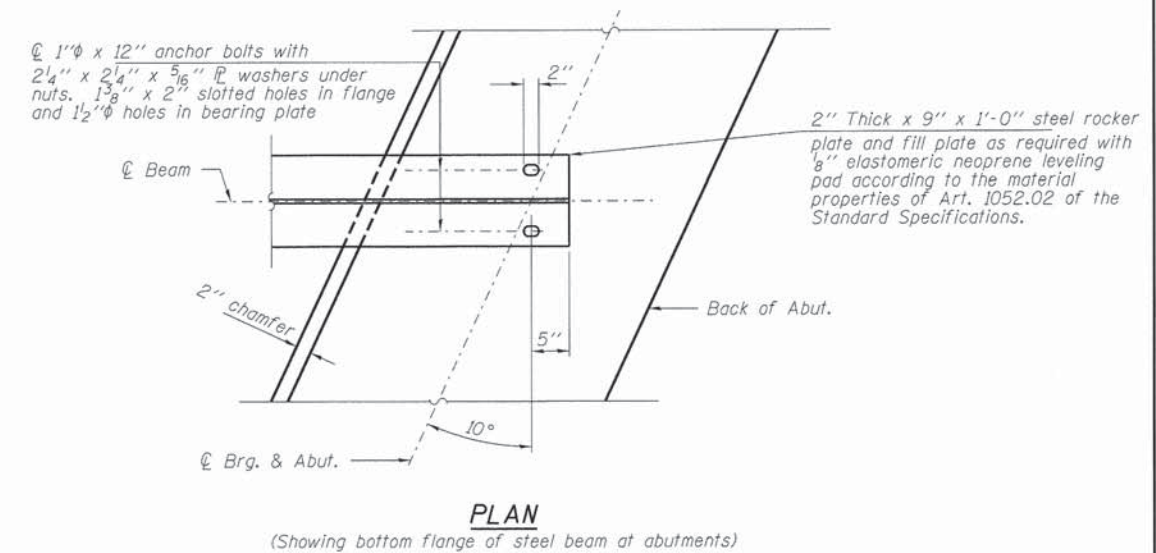 ℄ 1"ϕ x 12" anchor bolts with
2¼" x 2¼" x 5⁄16" ℙL washers under
nuts. 1⅜" x 2" slotted holes in flange
and 1½"ϕ holes in bearing plate
2"
2" Thick x 9" x 1'-0" steel rocker
plate and fill plate as required with
⅛" elastomeric neoprene leveling
pad according to the material
properties of Art. 1052.02 of the
Standard Specifications.
℄ Beam
2" chamfer
Back of Abut.
5"
10°
℄ Brg. & Abut.
PLAN
(Showing bottom flange of steel beam at abutments)